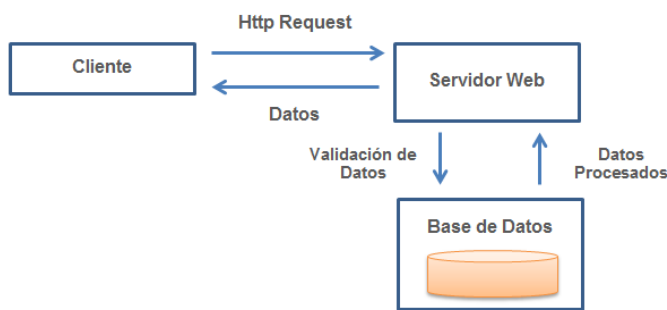 Http Request
Cliente
Servidor Web
Datos
Validación de
Datos
Datos
Procesados
Base de Datos